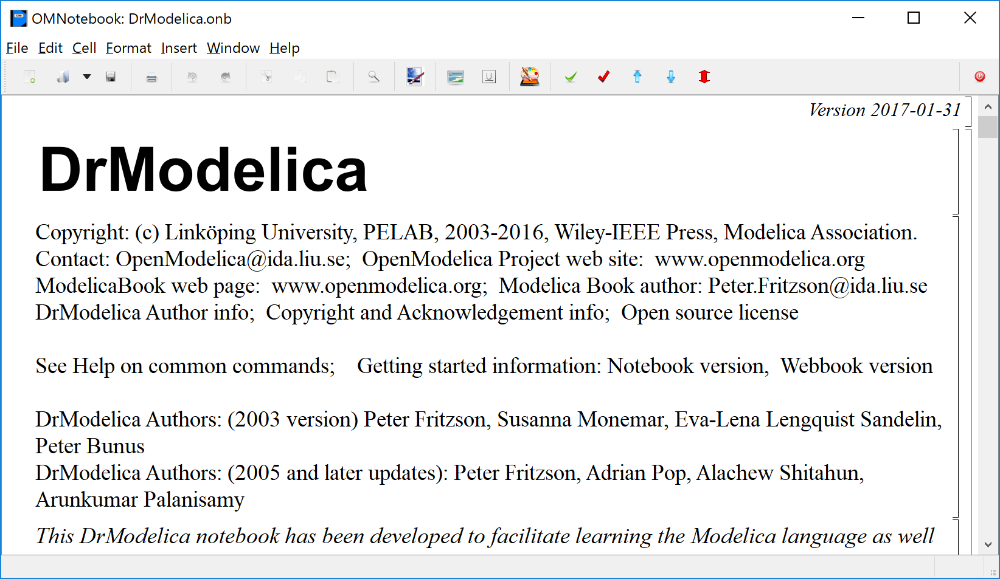 OMNotebook: DrModelica.onb
File Edit Cell Format Insert Window Help
Version 2017-01-31
DrModelica
Copyright: (c) Linköping University, PELAB, 2003-2016, Wiley-IEEE Press, Modelica Association.
Contact: OpenModelica@ida.liu.se;  OpenModelica Project web site:  www.openmodelica.org
ModelicaBook web page:  www.openmodelica.org;  Modelica Book author: Peter.Fritzson@ida.liu.se
DrModelica Author info;  Copyright and Acknowledgement info;  Open source license
See Help on common commands;    Getting started information: Notebook version,  Webbook version
DrModelica Authors: (2003 version) Peter Fritzson, Susanna Monemar, Eva-Lena Lengquist Sandelin,
Peter Bunus
DrModelica Authors: (2005 and later updates): Peter Fritzson, Adrian Pop, Alachew Shitahun,
Arunkumar Palanisamy
This DrModelica notebook has been developed to facilitate learning the Modelica language as well